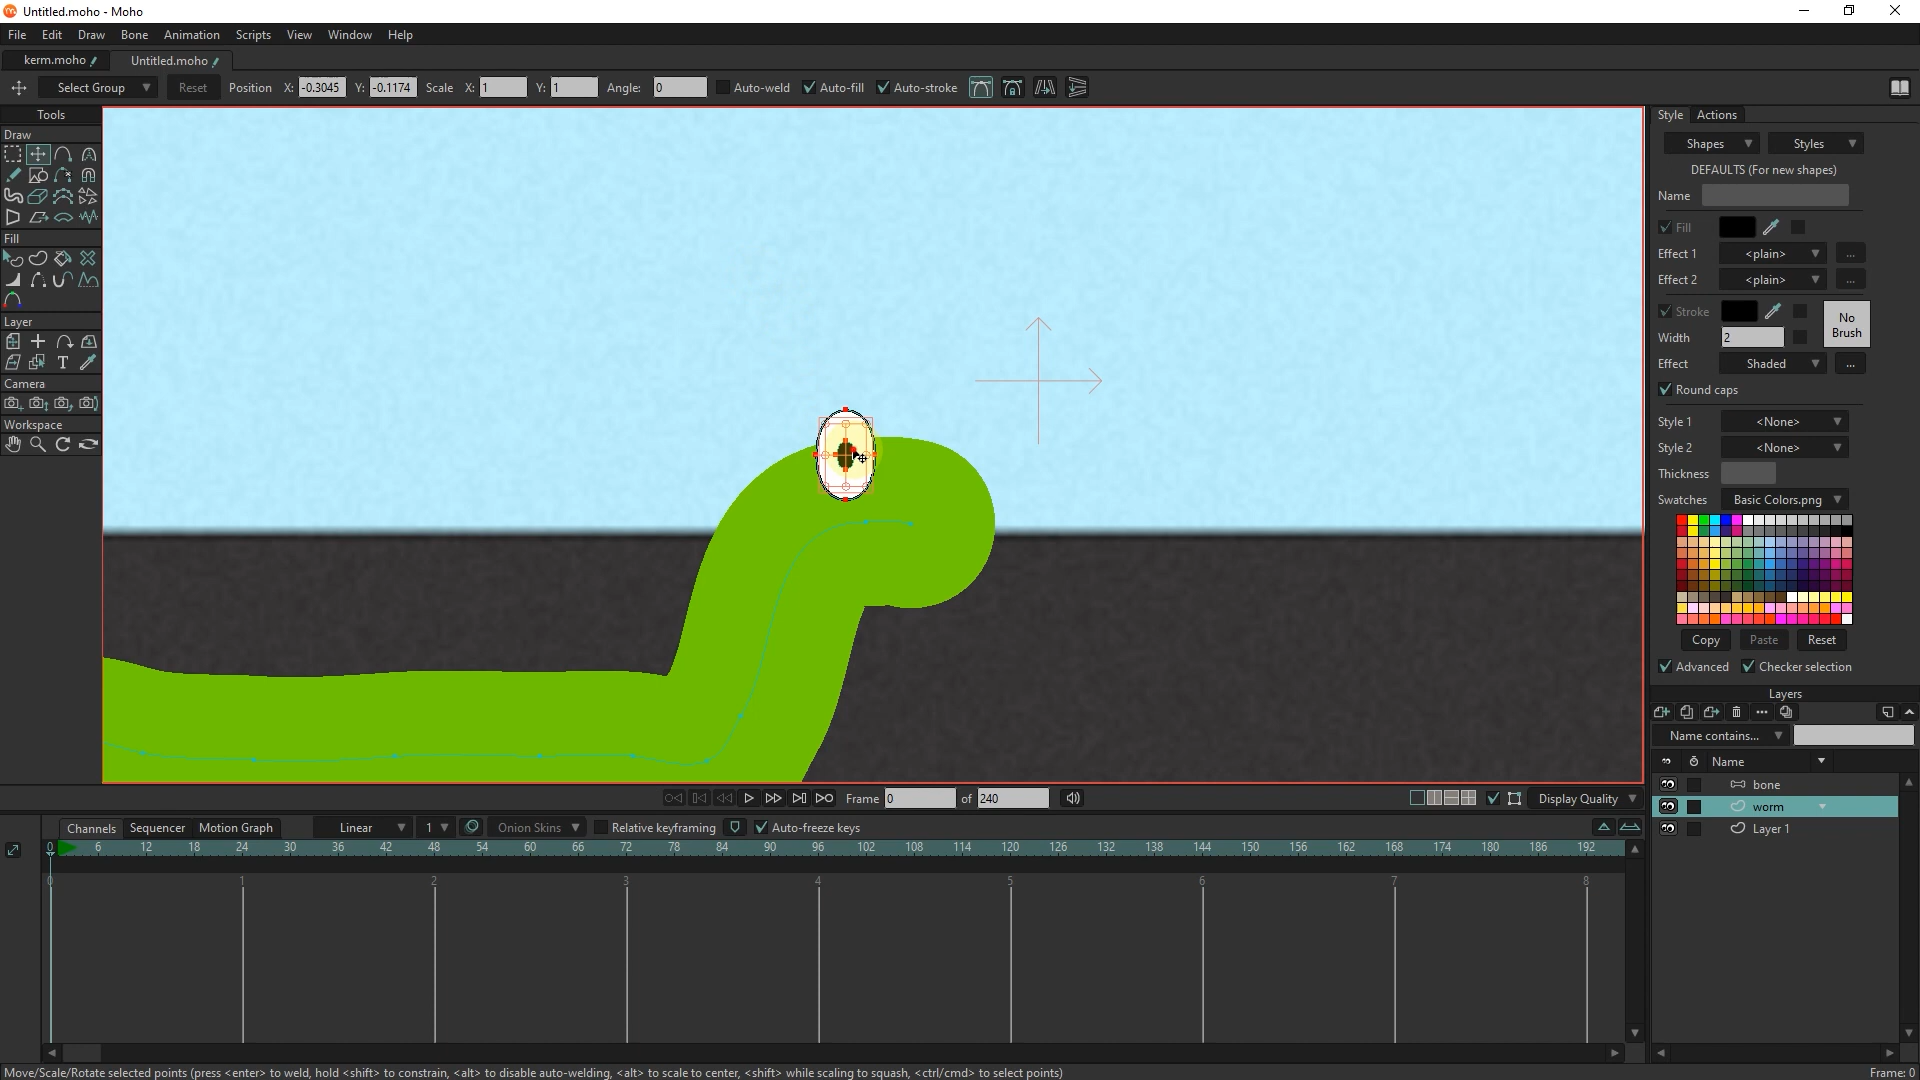 Untitled.moho - Moho
File Edit Draw Bone Animation Scripts View Window Help
kerm.moho Untitled.moho
Select Group Reset Position X: -0.3045 Y: -0.1174 Scale X: 1 Y: 1 Angle: 0 Auto-weld Auto-fill Auto-stroke
Tools
Draw
Fill
Layer
T
Camera
Workspace
Style Actions
Shapes Styles
DEFAULTS (For new shapes)
Name
Fill
Effect 1 <plain> ...
Effect 2 <plain> ...
Stroke
No Brush
Width 2
Effect Shaded ...
Round caps
Style 1 <None>
Style 2 <None>
Thickness
Swatches Basic Colors.png
Copy Paste Reset
Advanced Checker selection
Layers
Name contains...
Name
bone
worm
Layer 1
Frame 0 of 240 Display Quality
Channels Sequencer Motion Graph Linear 1 Onion Skins Relative keyframing Auto-freeze keys
0 6 12 18 24 30 36 42 48 54 60 66 72 78 84 90 96 102 108 114 120 126 132 138 144 150 156 162 168 174 180 186 192
0 1 2 3 4 5 6 7 8
Move/Scale/Rotate selected points (press <enter> to weld, hold <shift> to constrain, <alt> to disable auto-welding, <alt> to scale to center, <shift> while scaling to squash, <ctrl/cmd> to select points) Frame: 0